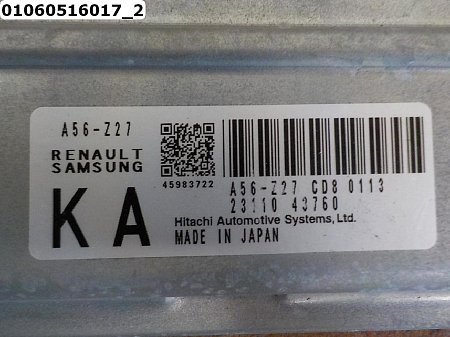 01060516017_2
A56-Z27
RENAULT
SAMSUNG
45983722
KA
A56-Z27 CD8 0113
23110 43760
Hitachi Automotive Systems, Ltd.
MADE IN JAPAN